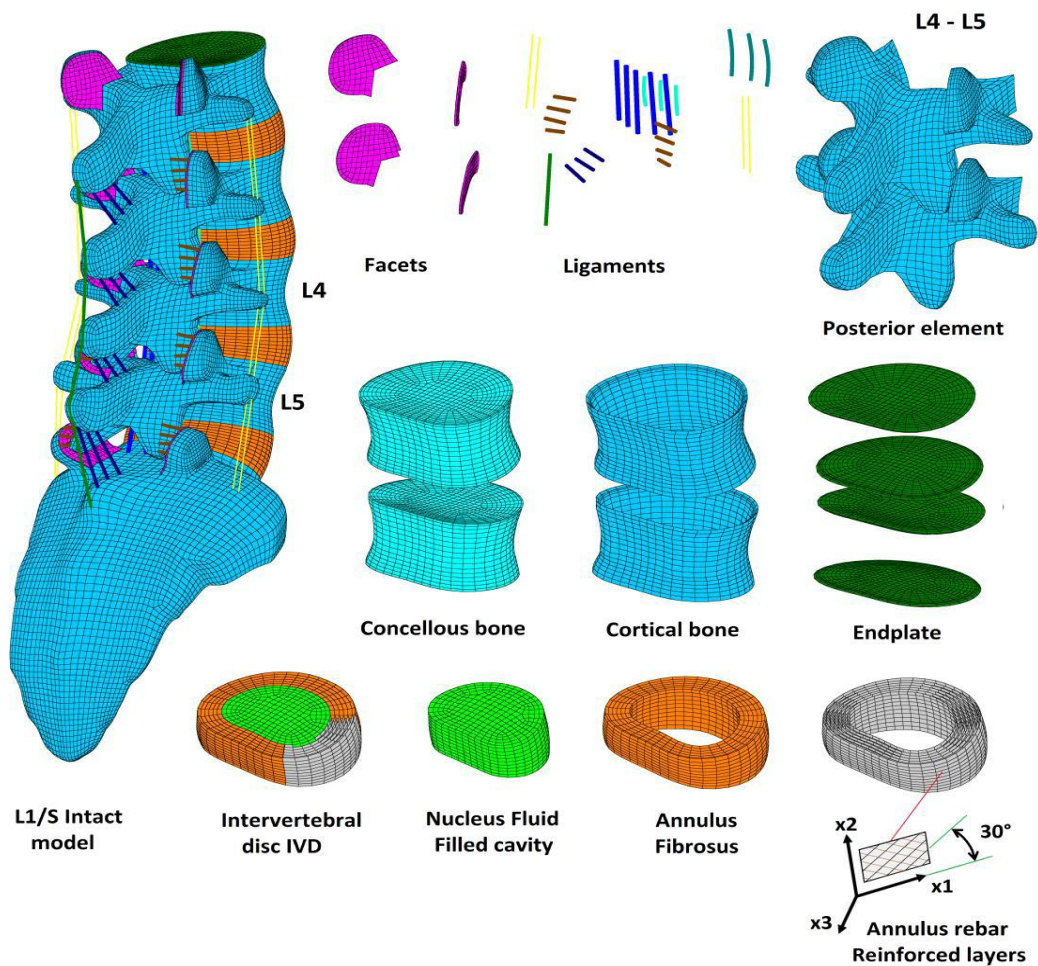 L4 - L5
Facets
Ligaments
L4
Posterior element
L5
Concellous bone
Cortical bone
Endplate
L1/S Intact
model
Intervertebral
disc IVD
Nucleus Fluid
Filled cavity
Annulus
Fibrosus
x2
30°
x1
x3
Annulus rebar
Reinforced layers